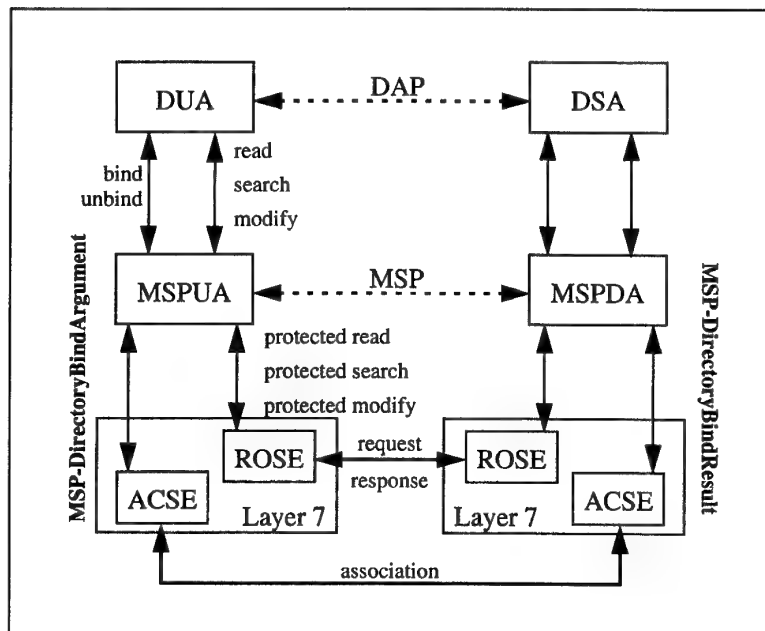 DUA
DAP
DSA
bind
unbind
read
search
modify
MSP-DirectoryBindArgument
MSPUA
MSP
MSPDA
MSP-DirectoryBindResult
protected read
protected search
protected modify
ROSE
request
response
ROSE
ACSE
Layer 7
Layer 7
ACSE
association